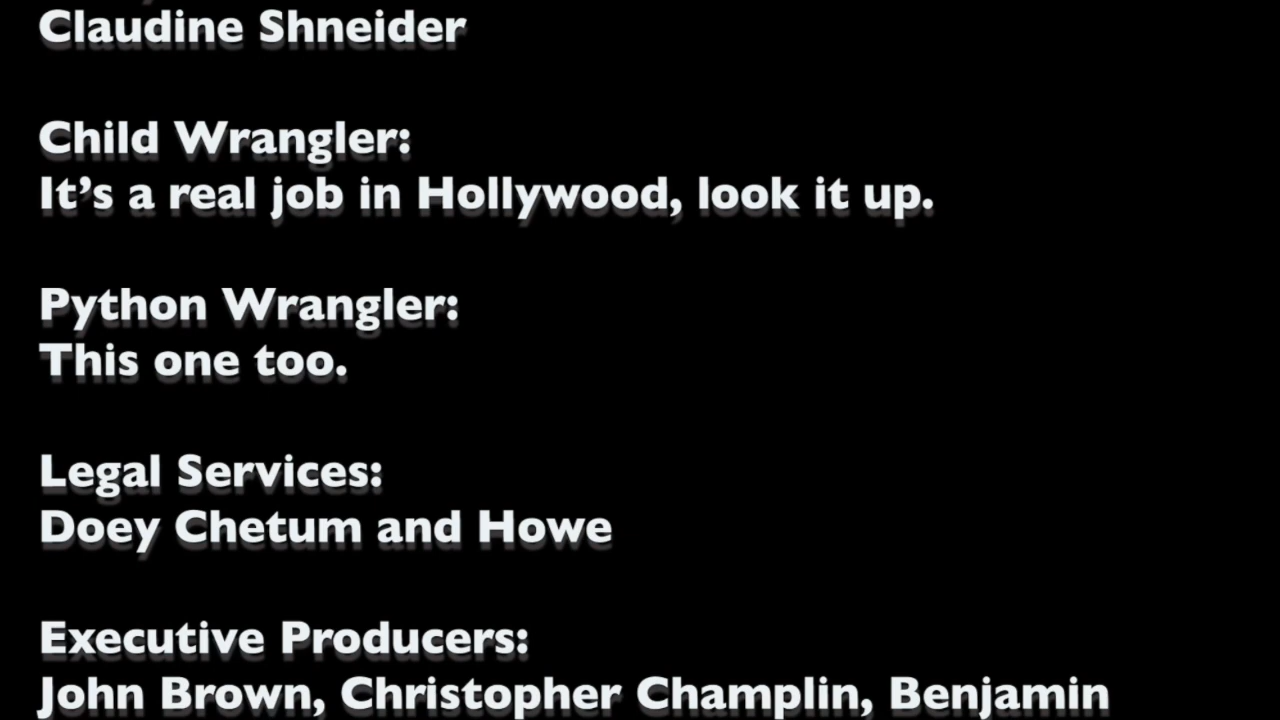 Claudine Shneider
Child Wrangler:
It’s a real job in Hollywood, look it up.
Python Wrangler:
This one too.
Legal Services:
Doey Chetum and Howe
Executive Producers:
John Brown, Christopher Champlin, Benjamin